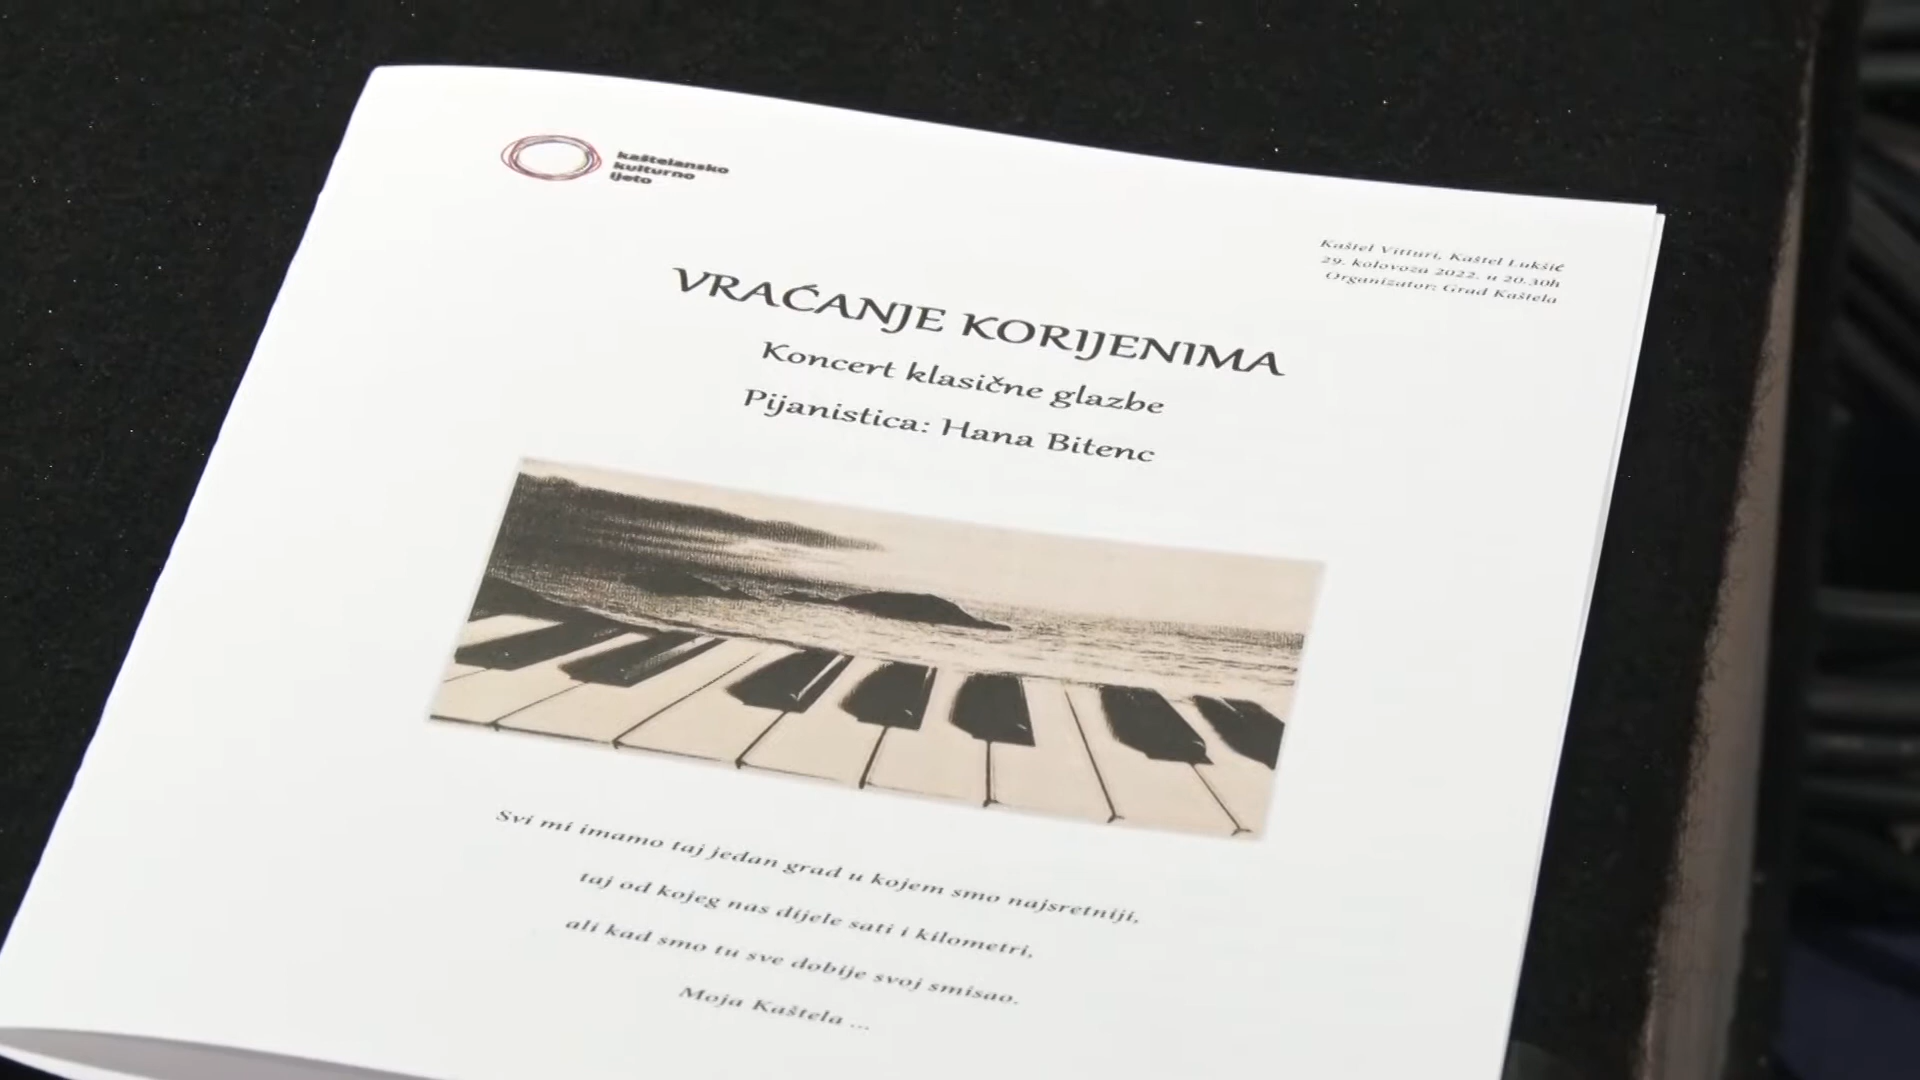 kaštelansko
kulturno
ljeto
Kaštel Vitturi, Kaštel Lukšić
29. kolovoza 2022. u 20.30h
Organizator: Grad Kaštela
VRAĆANJE KORIJENIMA
Koncert klasične glazbe
Pijanistica: Hana Bitenc
Svi mi imamo taj jedan grad u kojem smo najsretniji,
taj od kojeg nas dijele sati i kilometri,
ali kad smo tu sve dobije svoj smisao.
Moja Kaštela ...